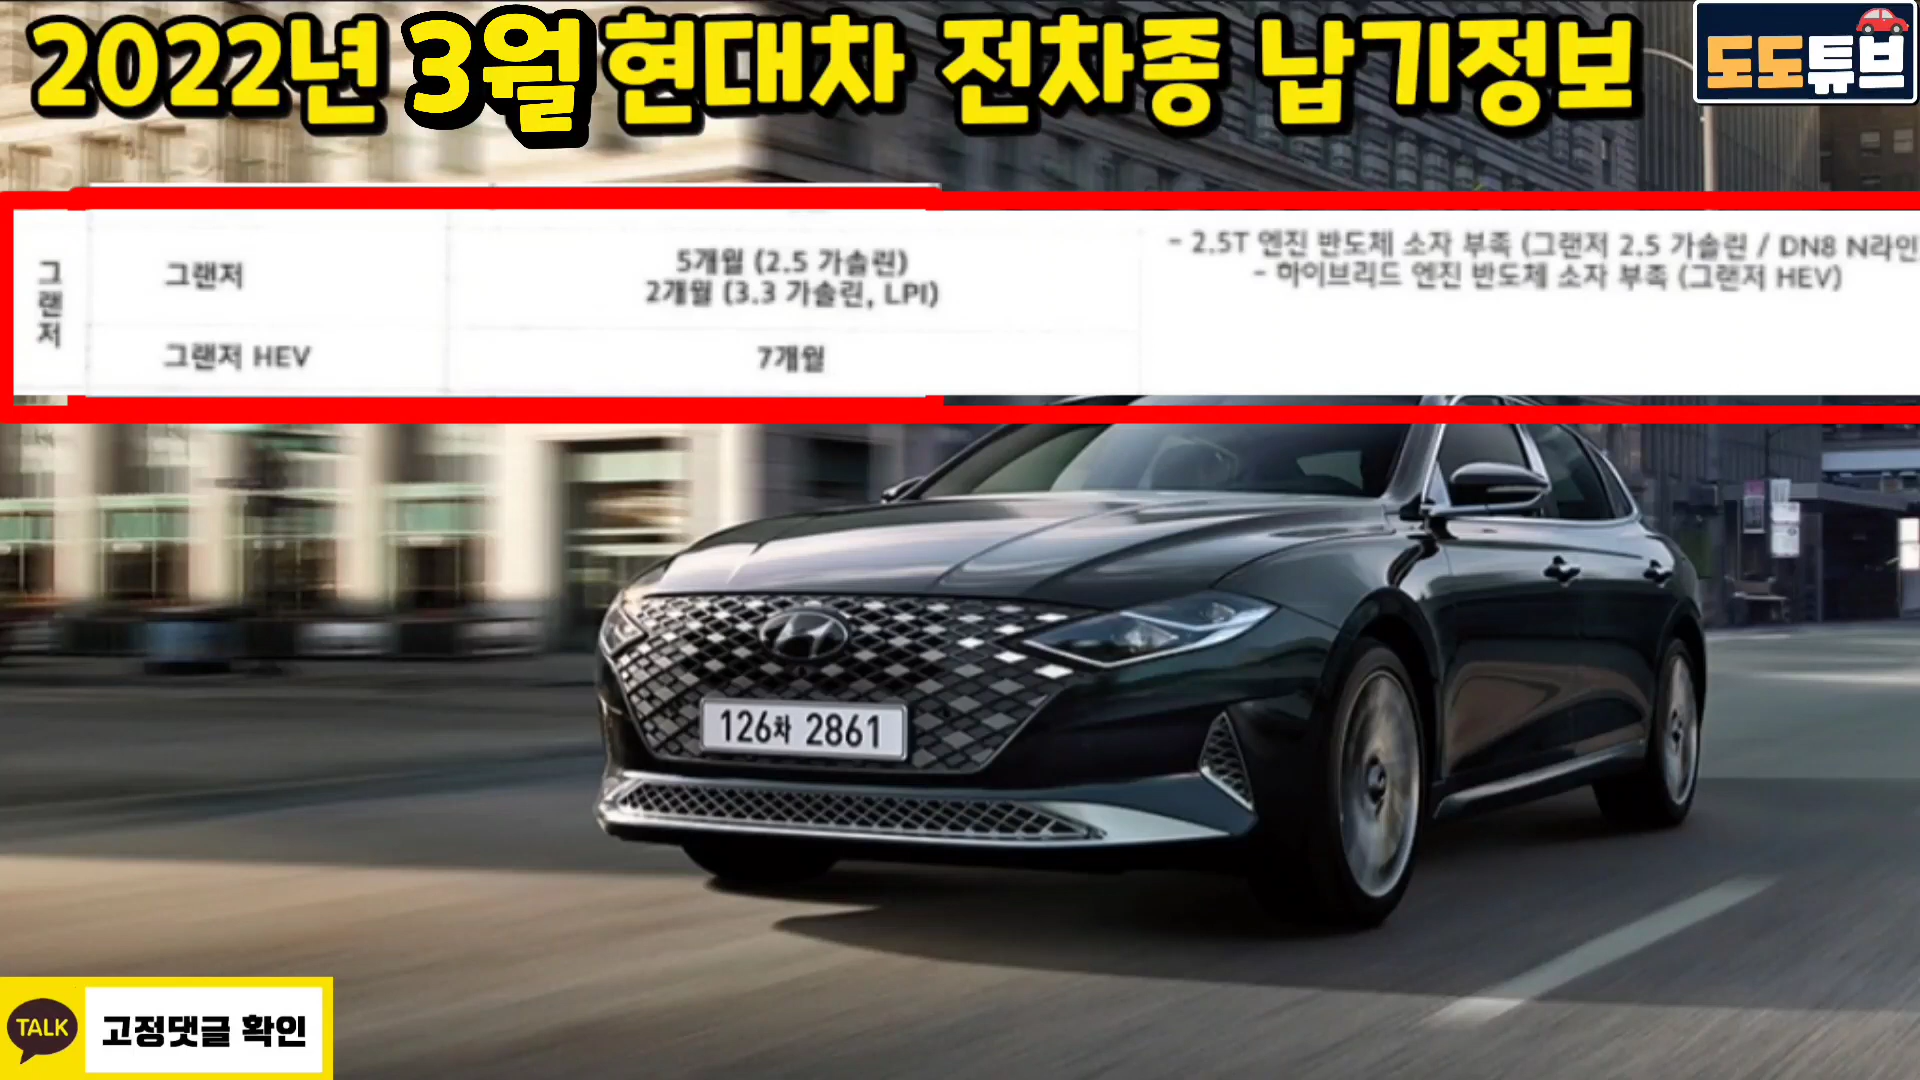 2022년 3월 현대차 전차종 납기정보
도도튜브
그랜저
그랜저
5개월 (2.5 가솔린)
2개월 (3.3 가솔린, LPI)
- 2.5T 엔진 반도체 소자 부족 (그랜저 2.5 가솔린 / DN8 N라인
- 하이브리드 엔진 반도체 소자 부족 (그랜저 HEV)
그랜저 HEV
7개월
126차 2861
TALK
고정댓글 확인